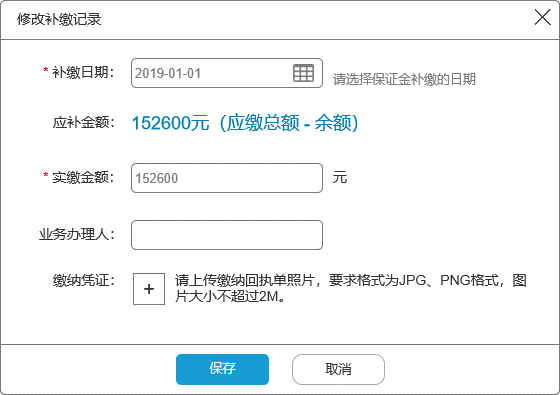 修改补缴记录
* 补缴日期： 2019-01-01 请选择保证金补缴的日期
应补金额： 152600元（应缴总额 - 余额）
* 实缴金额： 152600 元
业务办理人：
缴纳凭证： + 请上传缴纳回执单照片，要求格式为JPG、PNG格式，图
片大小不超过2M。
保存 取消